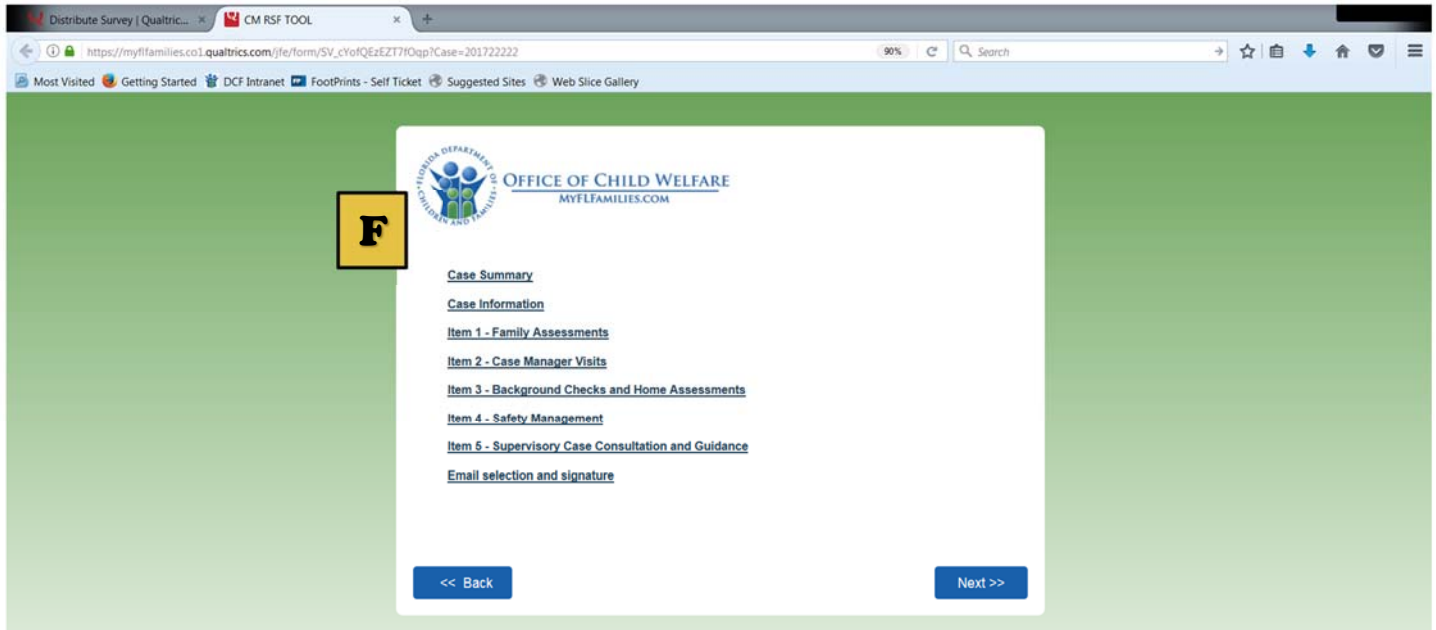 Distribute Survey | Qualtric... ×
CM RSF TOOL ×
+
https://myflfamilies.co1.qualtrics.com/jfe/form/SV_cYofQEzEZT7fOqp?Case=201722222
90%
Search
Most Visited Getting Started DCF Intranet FootPrints - Self Ticket Suggested Sites Web Slice Gallery
FLORIDA DEPARTMENT OF CHILDREN AND FAMILIES
OFFICE OF CHILD WELFARE
MYFLFAMILIES.COM
F
Case Summary
Case Information
Item 1 - Family Assessments
Item 2 - Case Manager Visits
Item 3 - Background Checks and Home Assessments
Item 4 - Safety Management
Item 5 - Supervisory Case Consultation and Guidance
Email selection and signature
<< Back
Next >>